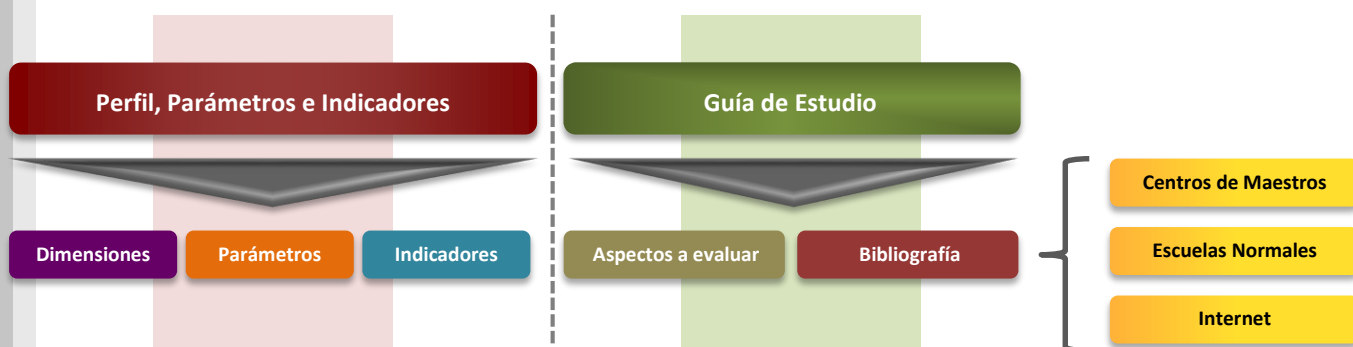 Perfil, Parámetros e Indicadores
Guía de Estudio
Dimensiones
Parámetros
Indicadores
Aspectos a evaluar
Bibliografía
Centros de Maestros
Escuelas Normales
Internet